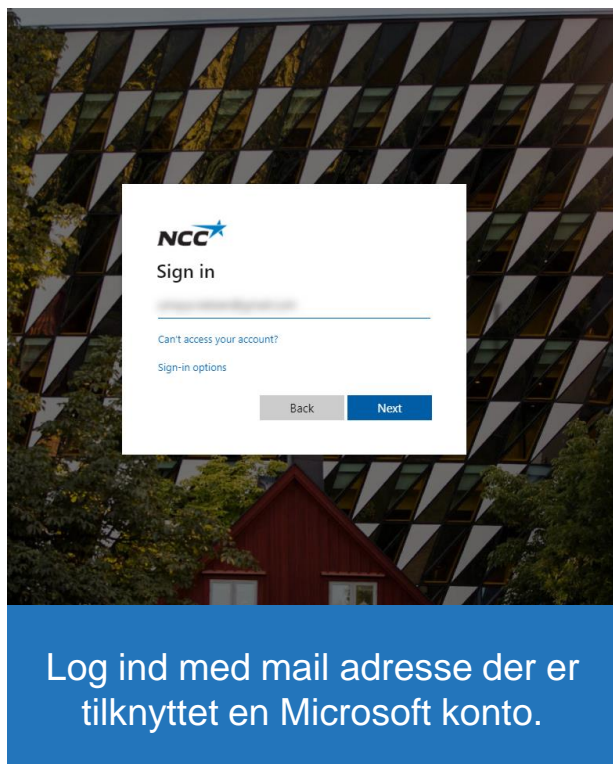 NCC
Sign in
Can't access your account?
Sign-in options
Back Next
Log ind med mail adresse der er
tilknyttet en Microsoft konto.